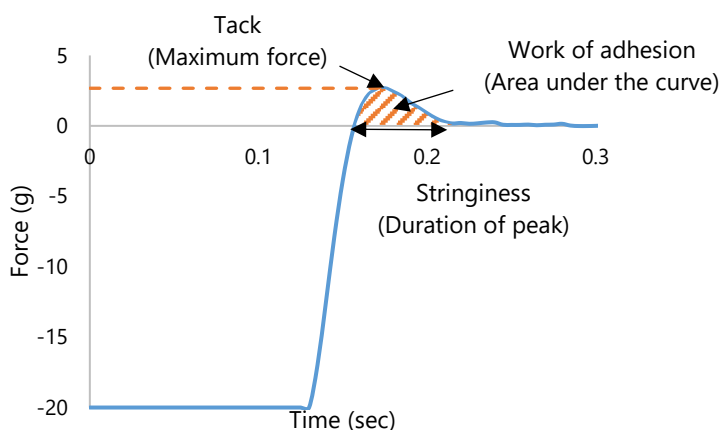 Tack
(Maximum force)
Work of adhesion
(Area under the curve)
5
0
0
0.1
0.2
0.3
Stringiness
(Duration of peak)
-5
-10
-15
-20
Force (g)
Time (sec)